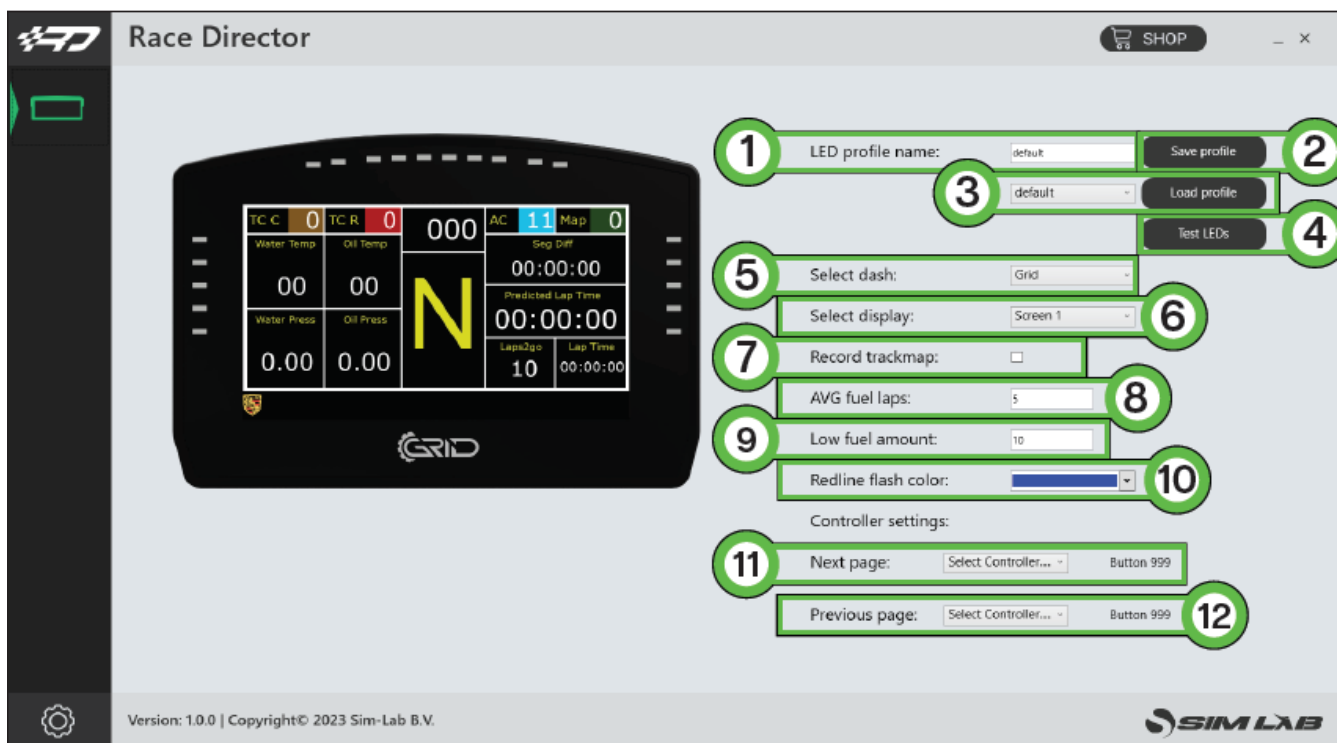 RD
Race Director
SHOP
1
LED profile name:
default
Save profile
2
3
default
Load profile
Test LEDs
4
5
Select dash:
Grid
Select display:
Screen 1
6
7
Record trackmap:
AVG fuel laps:
5
8
9
Low fuel amount:
10
Redline flash color:
10
Controller settings:
11
Next page:
Select Controller...
Button 999
Previous page:
Select Controller...
Button 999
12
TC C 0 TC R 0
000
AC 11 Map 0
Water Temp
Oil Temp
00
00
Water Press
Oil Press
0.00
0.00
N
Seg Diff
00:00:00
Predicted Lap Time
00:00:00
Laps2go
Lap Time
10
00:00:00
GRID
Version: 1.0.0 | Copyright© 2023 Sim-Lab B.V.
SIM LAB